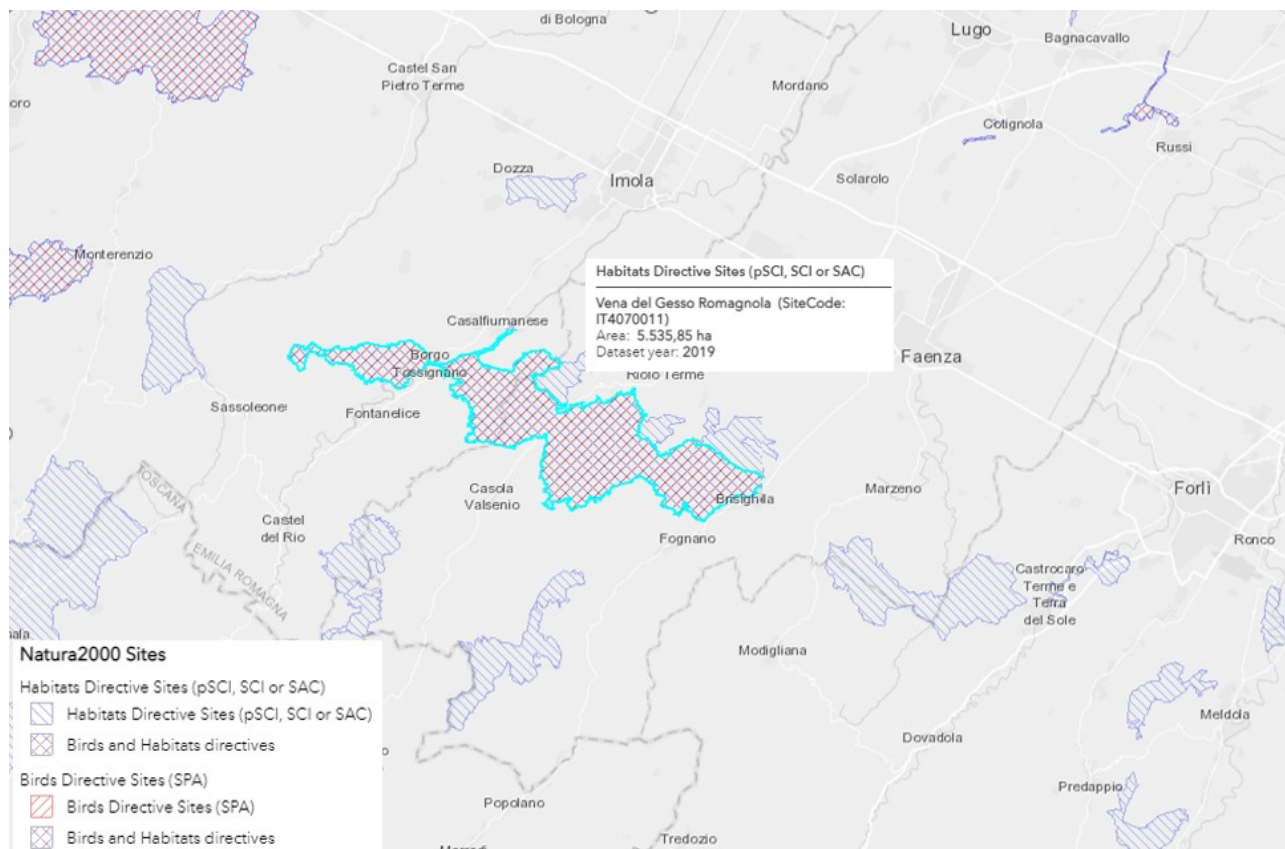 di Bologna
Lugo
Bagnacavallo
Castel San
Pietro Terme
Mordano
Cotignola
Russi
Dozza
Imola
Solarolo
Monterenzio
Habitats Directive Sites (pSCI, SCI or SAC)
Vena del Gesso Romagnola (SiteCode:
IT4070011)
Area: 5.535,85 ha
Dataset year: 2019
Casalfiumanese
Borgo
Tossignano
Faenza
Riolo Terme
Sassoleone
Fontanelice
TOSCANA
EMILIA ROMAGNA
Casola
Valsenio
Brisighlla
Marzeno
Forlì
Castel
del Rio
Fognano
Ronco
Castrocaro
Terme e
Terra
del Sole
Modigliana
Meldola
Dovadola
Predappio
Popolano
Tredozio
Natura2000 Sites
Habitats Directive Sites (pSCI, SCI or SAC)
Habitats Directive Sites (pSCI, SCI or SAC)
Birds and Habitats directives
Birds Directive Sites (SPA)
Birds Directive Sites (SPA)
Birds and Habitats directives